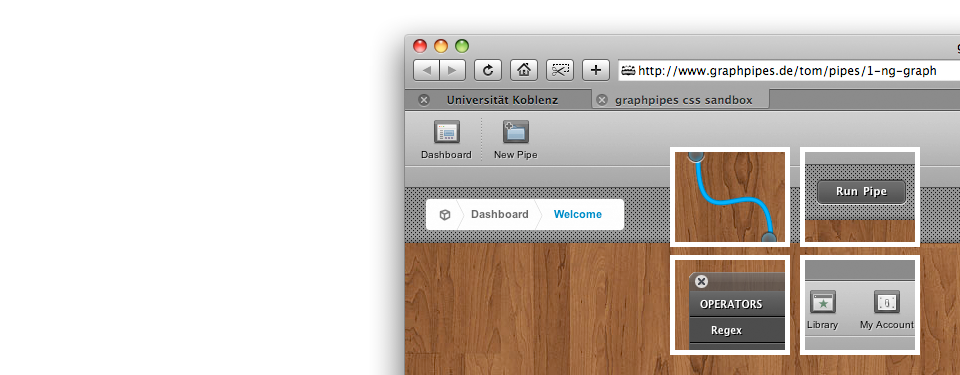 http://www.graphpipes.de/tom/pipes/1-ng-graph
Universität Koblenz
graphpipes css sandbox
Dashboard
New Pipe
Dashboard
Welcome
Run Pipe
OPERATORS
Regex
Library
My Account